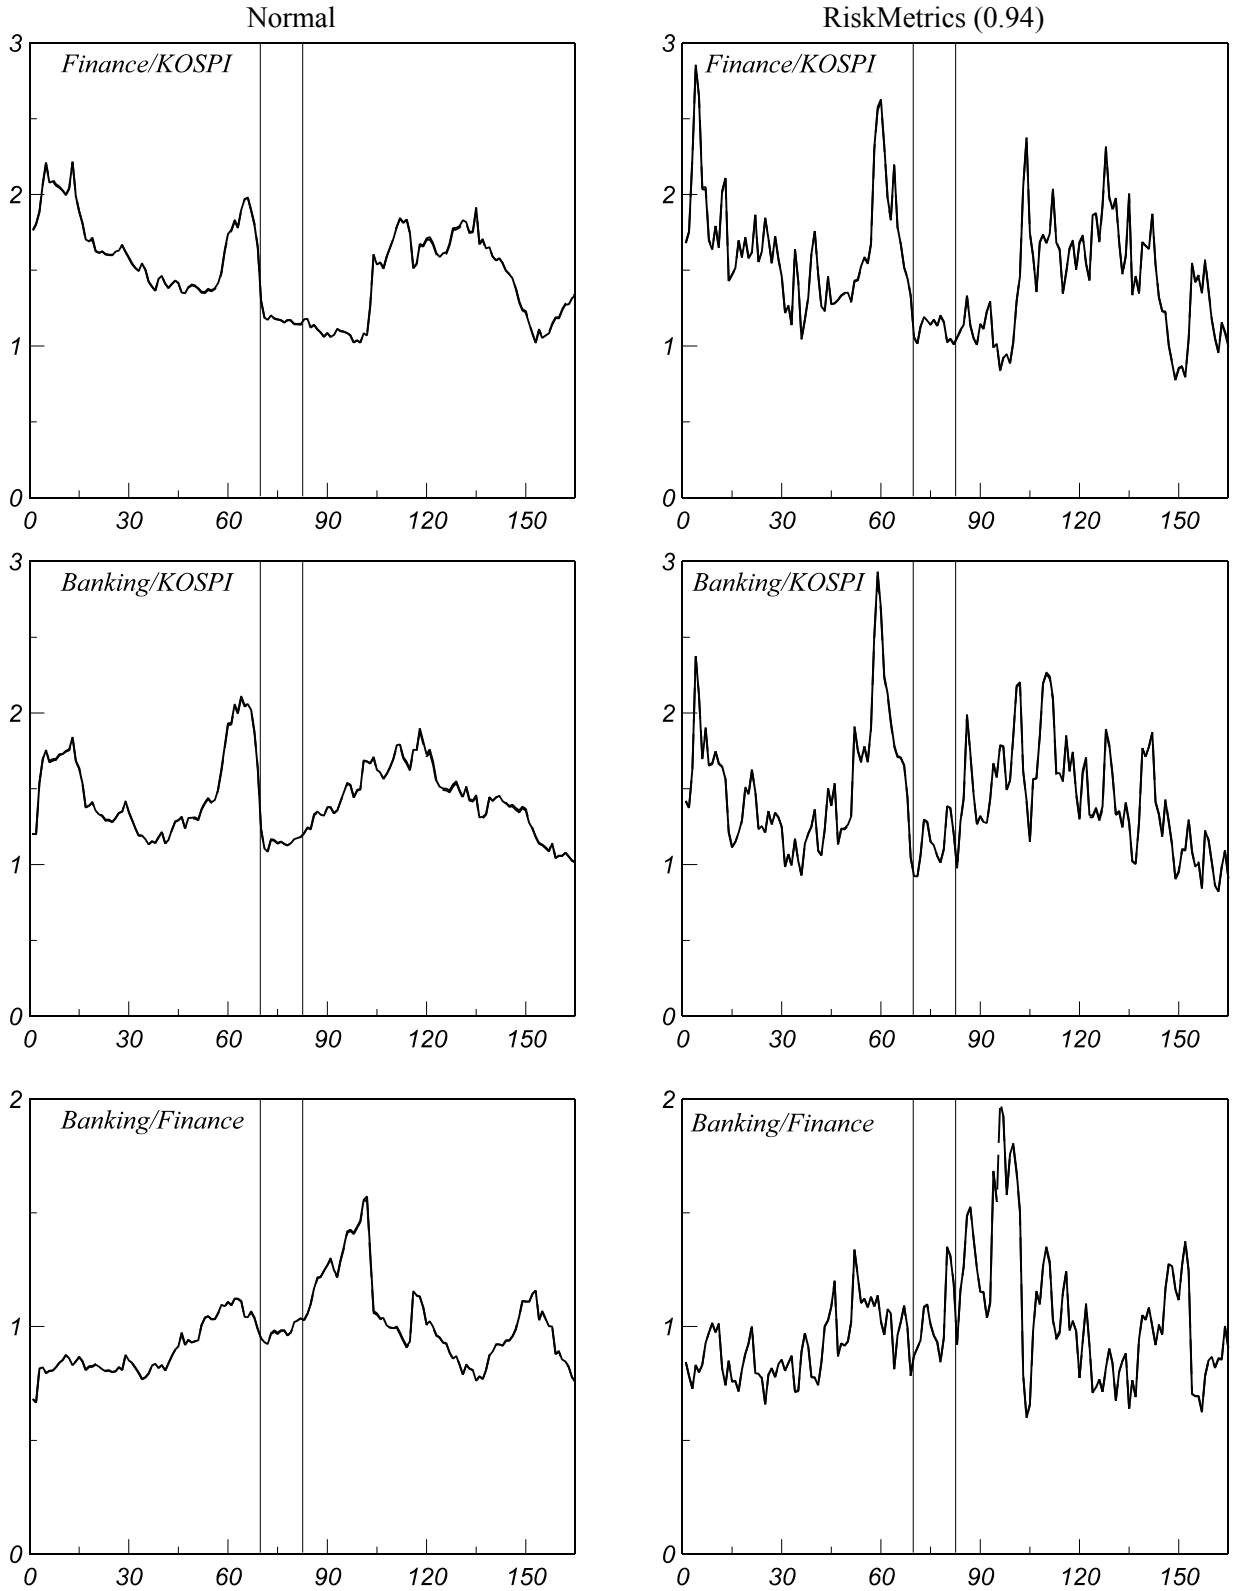 Normal RiskMetrics (0.94)
3 Finance/KOSPI 3 Finance/KOSPI
2 2
1 1
0 0
0 30 60 90 120 150 0 30 60 90 120 150
3 Banking/KOSPI 3 Banking/KOSPI
2 2
1 1
0 0
0 30 60 90 120 150 0 30 60 90 120 150
2 Banking/Finance 2 Banking/Finance
1 1
0 0
0 30 60 90 120 150 0 30 60 90 120 150